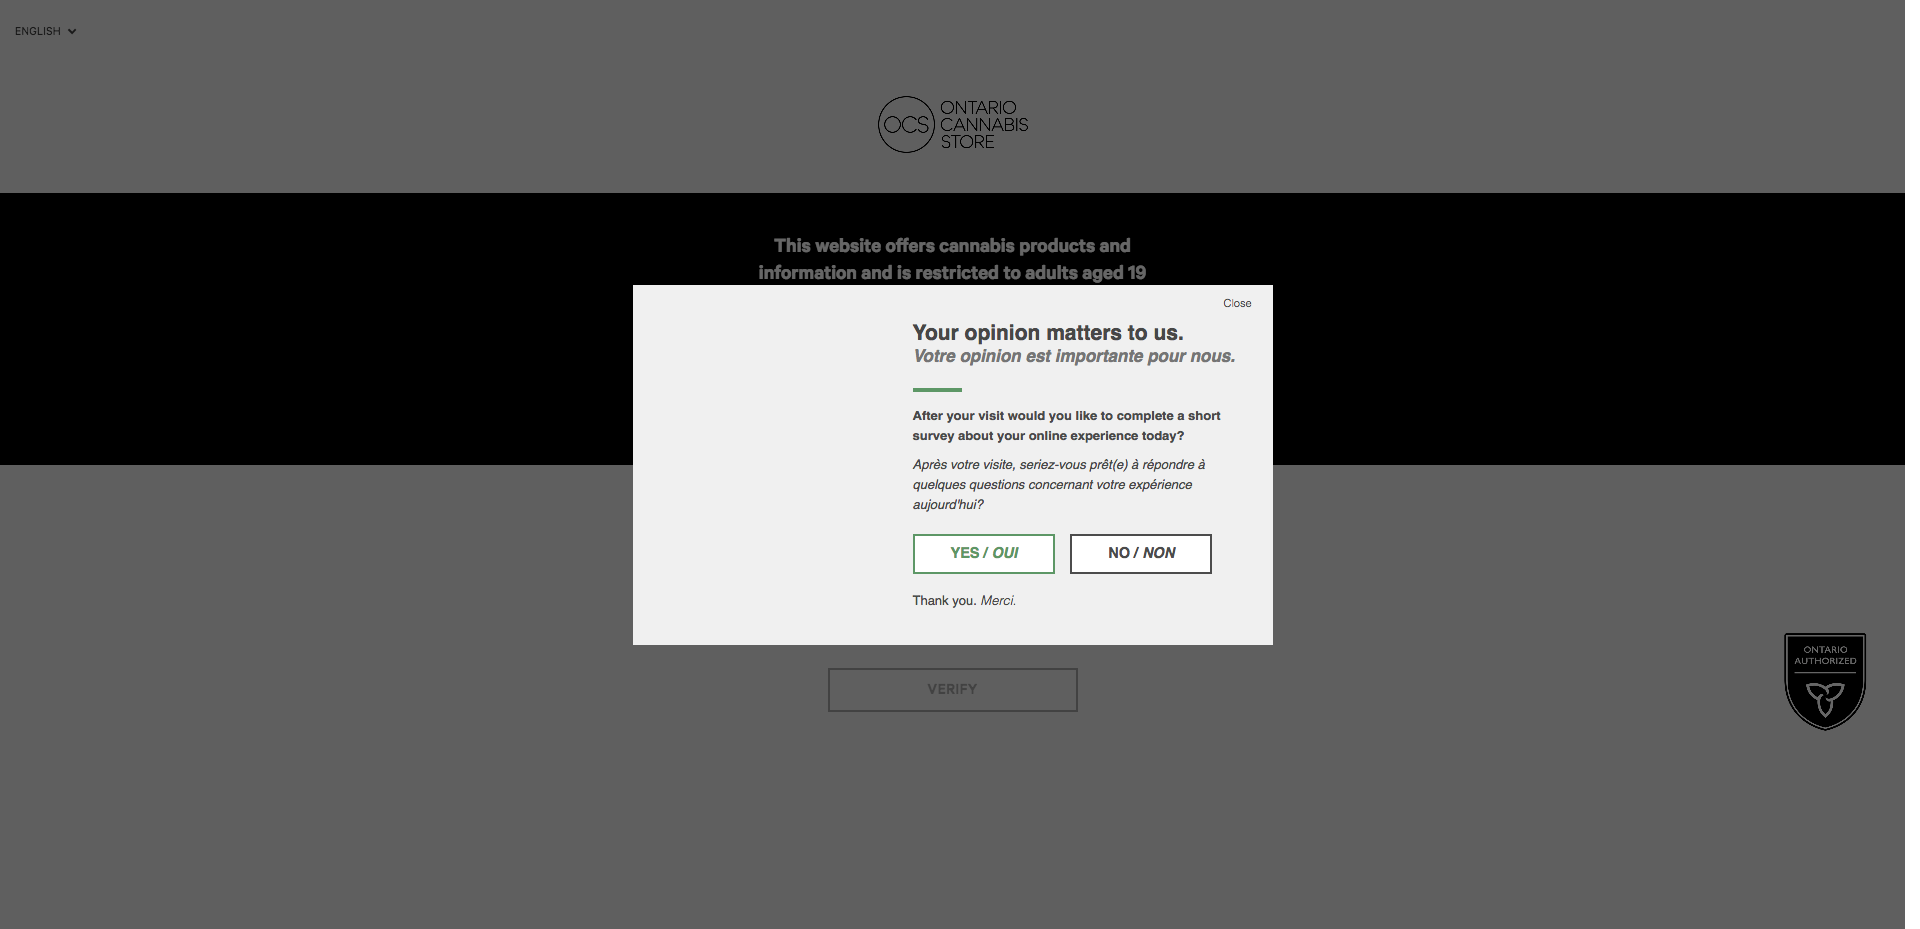 ENGLISH
OCS
ONTARIO
CANNABIS
STORE
This website offers cannabis products and
information and is restricted to adults aged 19
Close
Your opinion matters to us.
Votre opinion est importante pour nous.
After your visit would you like to complete a short
survey about your online experience today?
Après votre visite, seriez-vous prêt(e) à répondre à
quelques questions concernant votre expérience
aujourd'hui?
YES / OUI
NO / NON
Thank you. Merci.
ONTARIO
AUTHORIZED
VERIFY